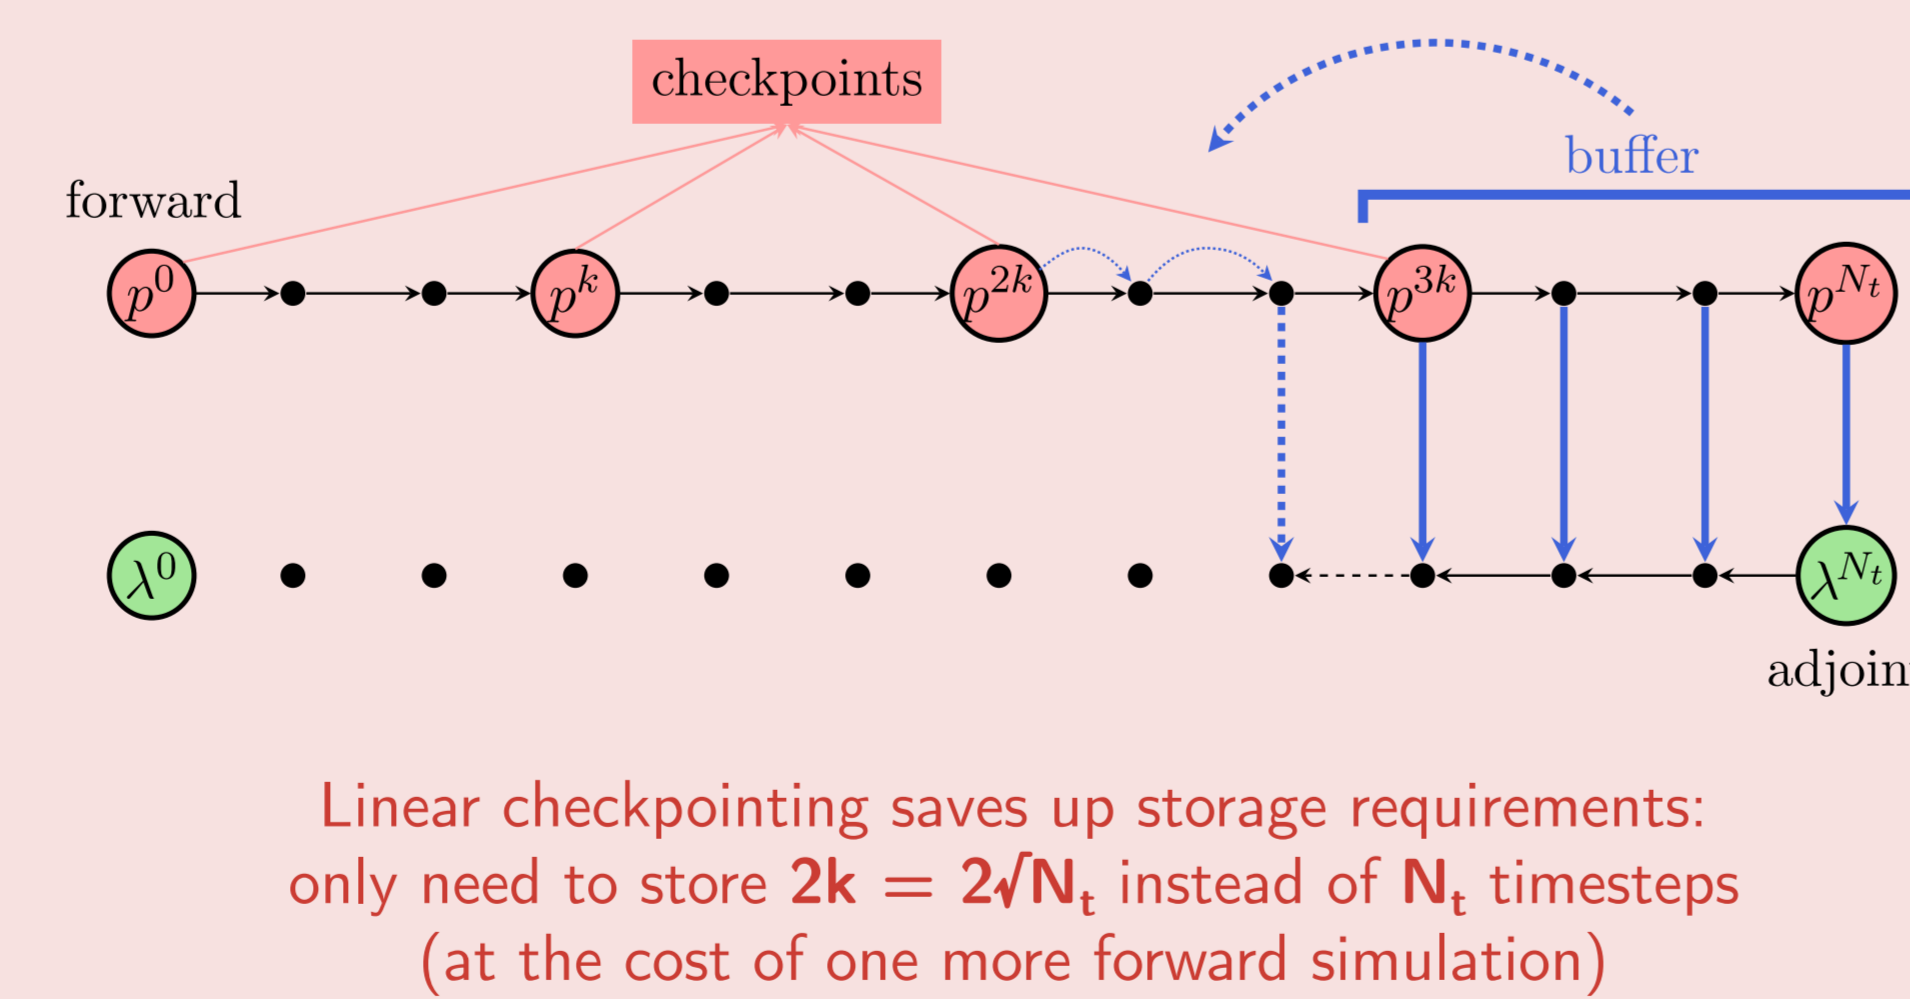 checkpoints
buffer
forward
p^0 p^k p^{2k} p^{3k} p^{N_t}
λ^0 λ^{N_t}
adjoin
Linear checkpointing saves up storage requirements:
only need to store 2k = 2√N_t instead of N_t timesteps
(at the cost of one more forward simulation)